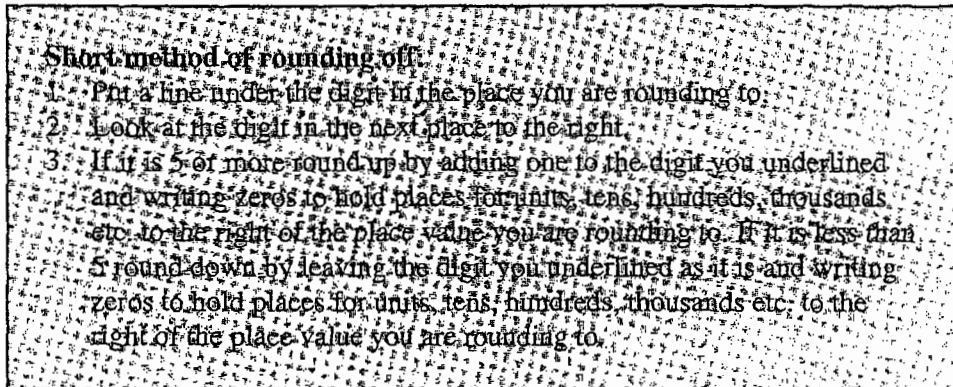 Short method of rounding off:
1. Put a line under the digit in the place you are rounding to.
2. Look at the digit in the next place to the right.
3. If it is 5 or more round up by adding one to the digit you underlined
and writing zeros to hold places for units, tens, hundreds, thousands
etc. to the right of the place value you are rounding to. If it is less than
5 round down by leaving the digit you underlined as it is and writing
zeros to hold places for units, tens, hundreds, thousands etc. to the
right of the place value you are rounding to.